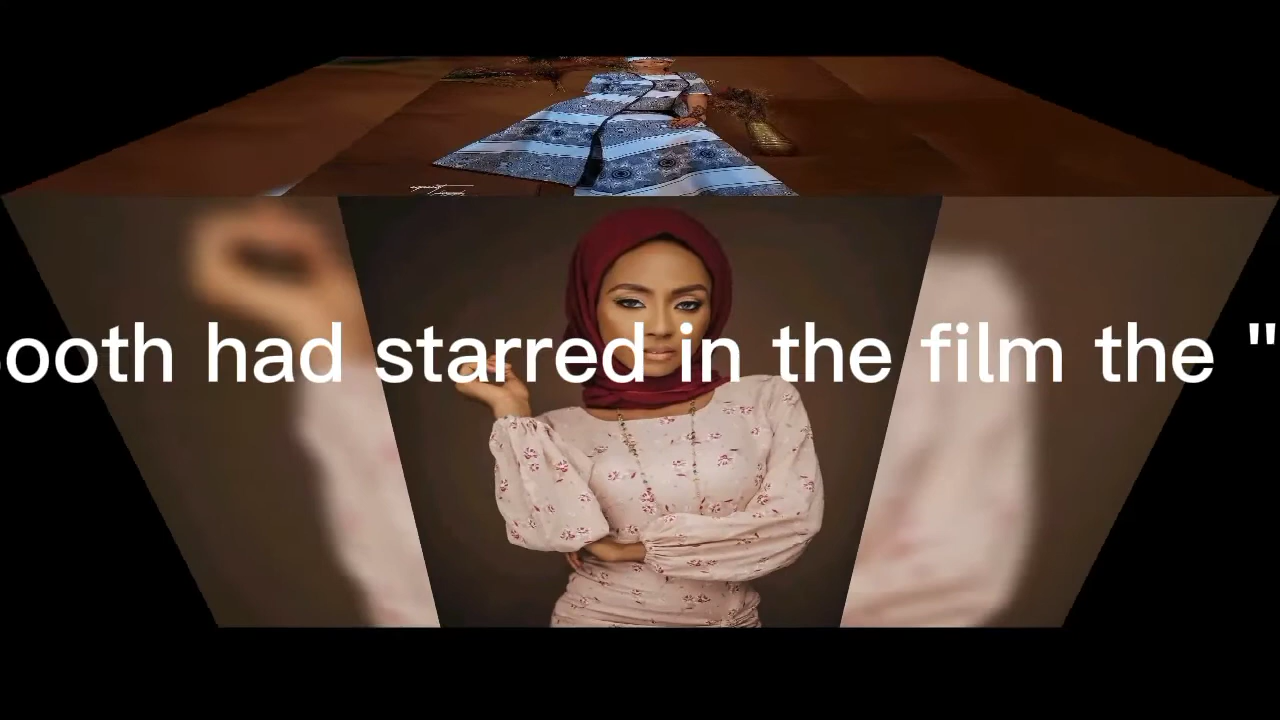 ooth had starred in the film the "